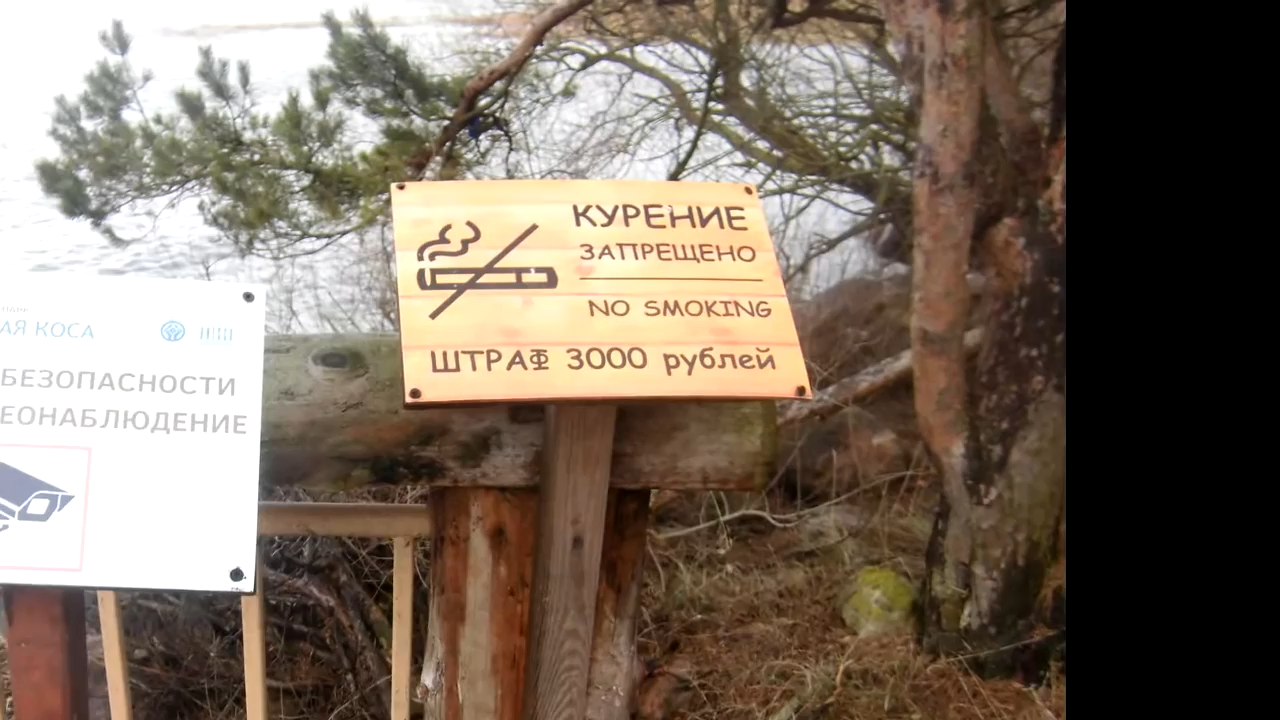 АЯ КОСА
БЕЗОПАСНОСТИ
ЕОНАБЛЮДЕНИЕ
КУРЕНИЕ
ЗАПРЕЩЕНО
NO SMOKING
ШТРАФ 3000 рублей